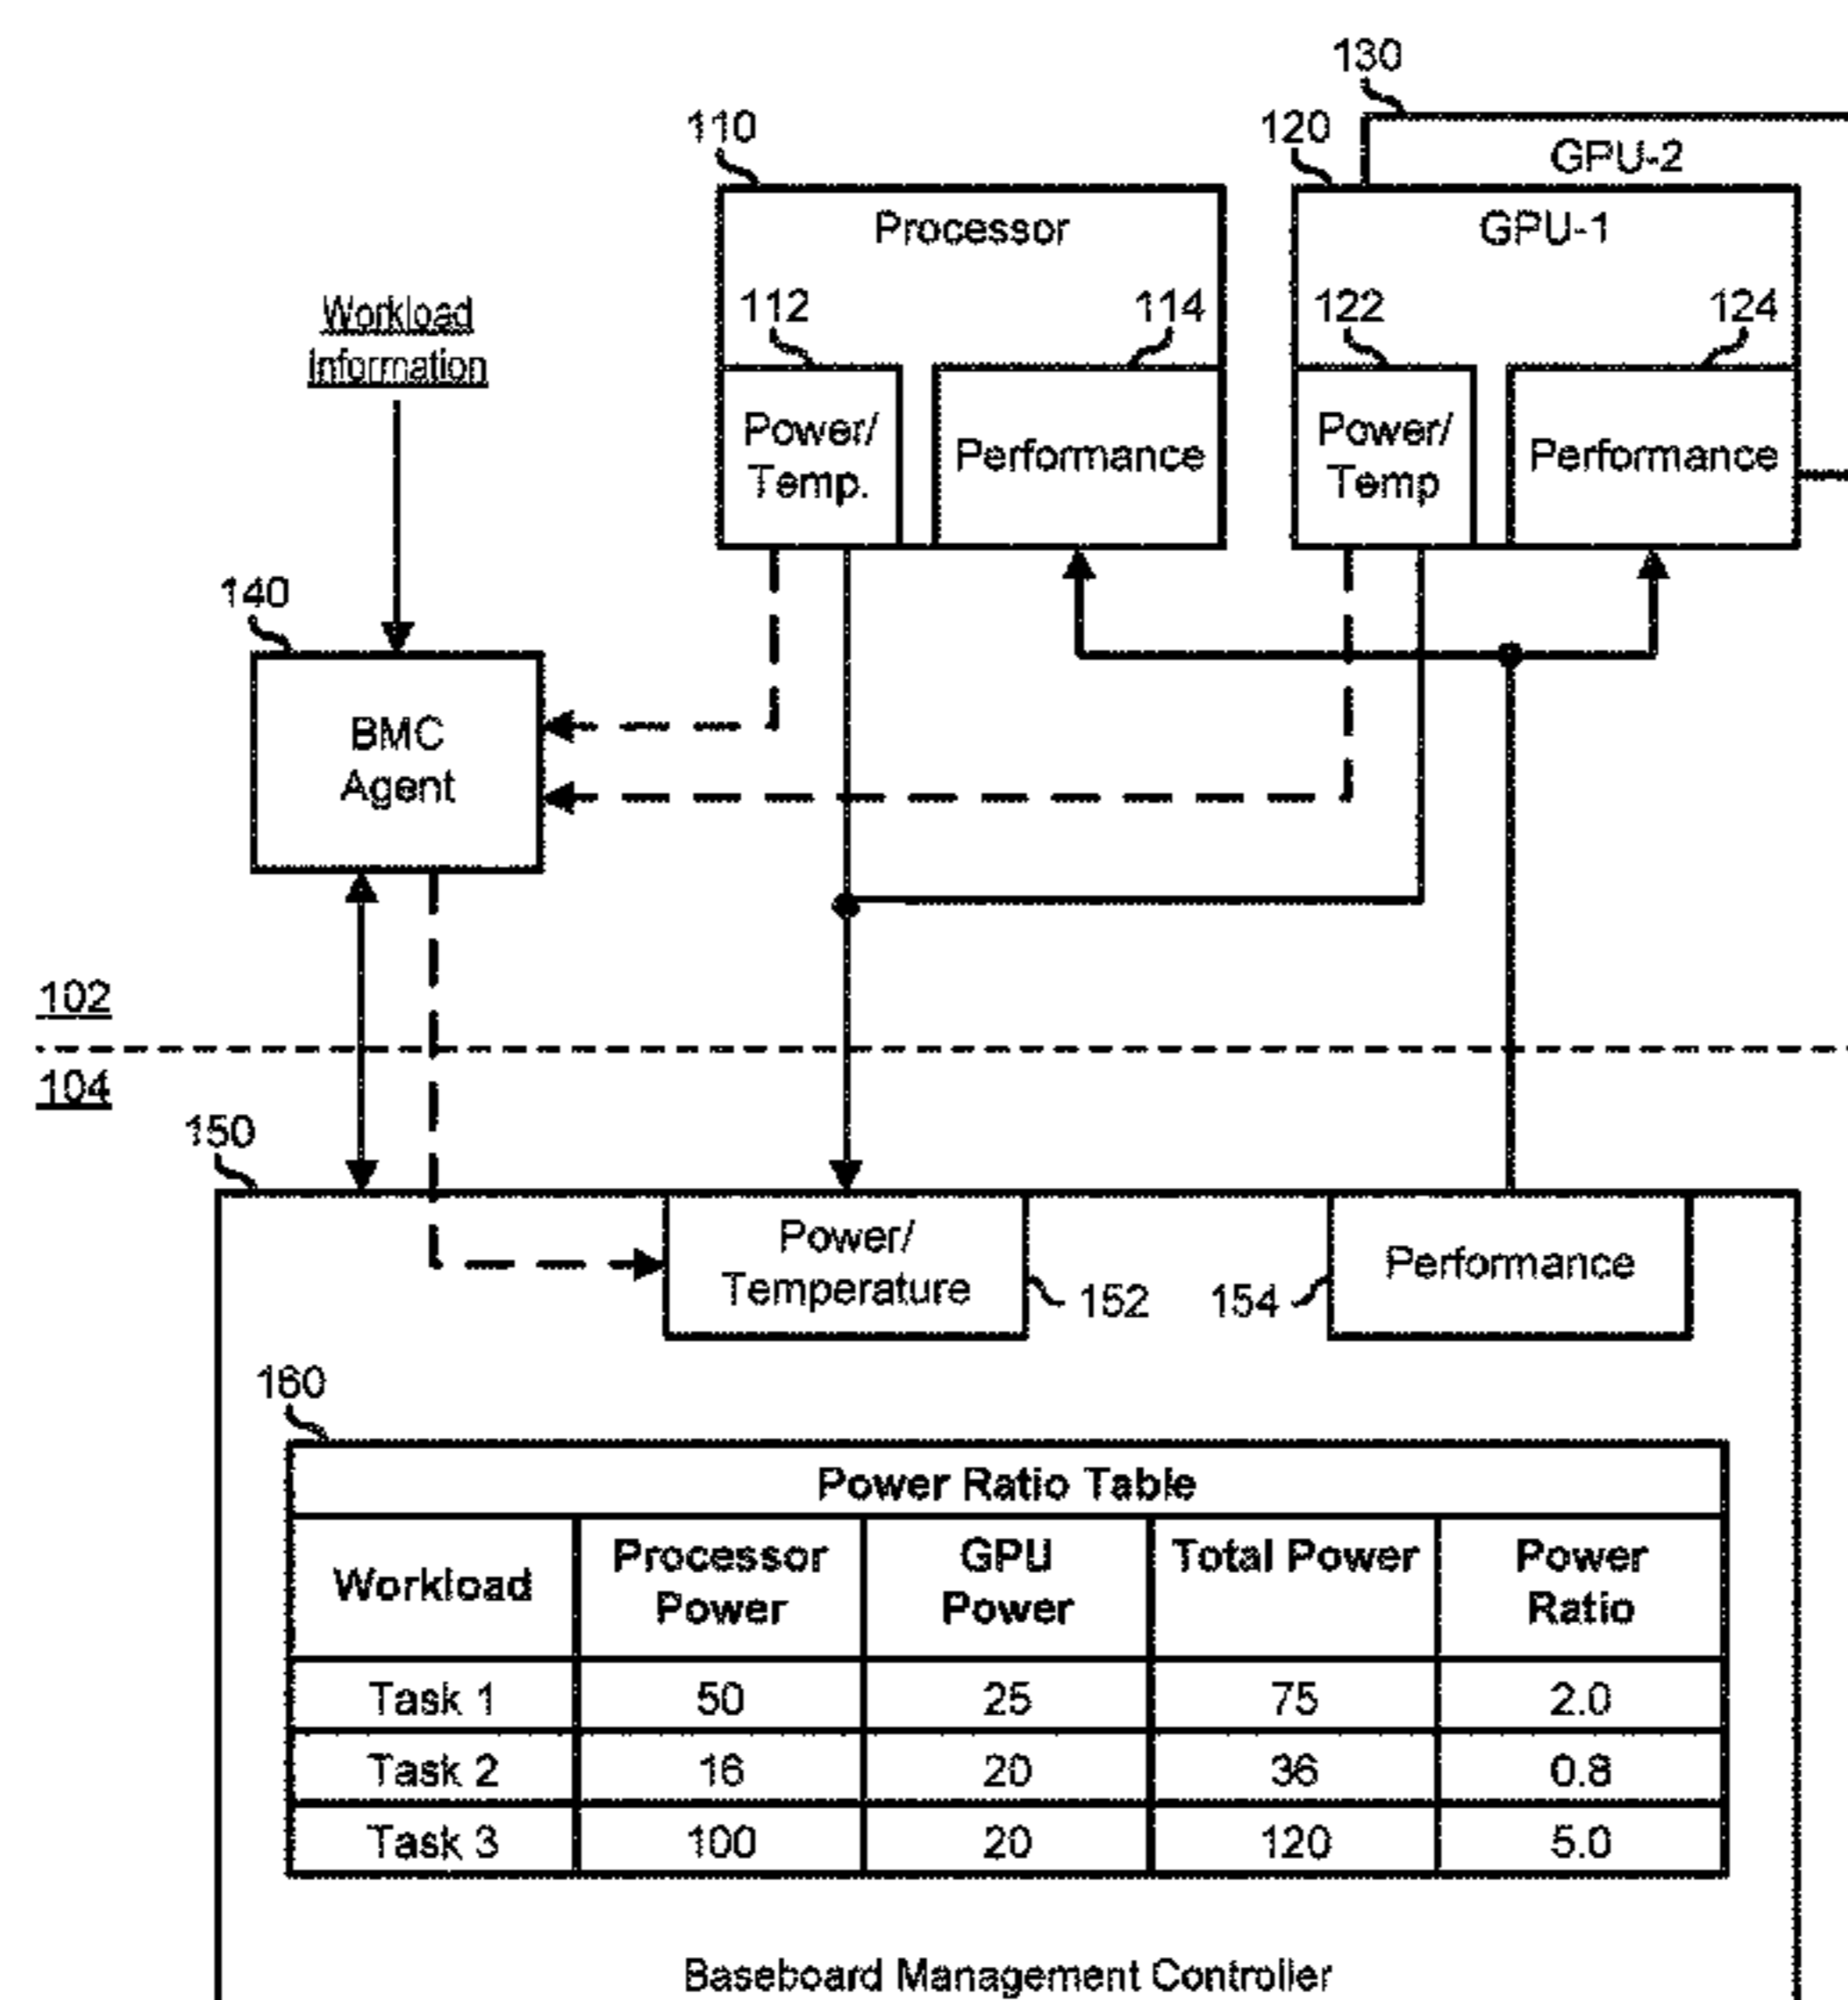 130
110
120
GPU-2
Processor
GPU-1
Workload
Information
112
114
122
124
Power/
Temp.
Performance
Power/
Temp
Performance
140
BMC
Agent
102
104
150
Power/
Temperature
152
154
Performance
160
Power Ratio Table
Workload
Processor
Power
GPU
Power
Total Power
Power
Ratio
Task 1 50 25 75 2.0
Task 2 16 20 36 0.8
Task 3 100 20 120 5.0
Baseboard Management Controller